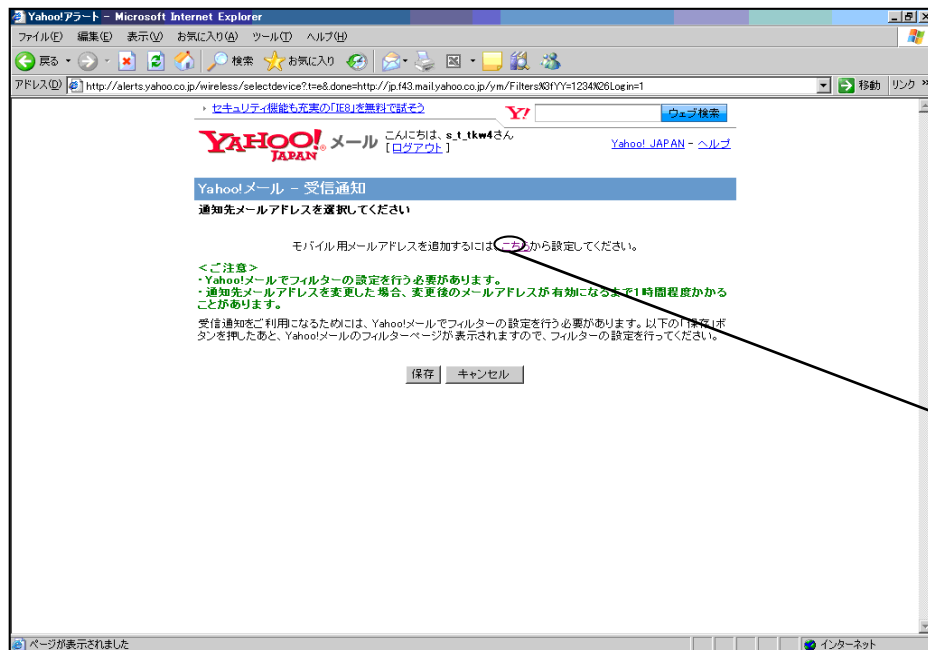 Yahoo!アラート - Microsoft Internet Explorer
ファイル(F) 編集(E) 表示(V) お気に入り(A) ツール(T) ヘルプ(H)
戻る 検索 お気に入り
アドレス(D) http://alerts.yahoo.co.jp/wireless/selectdevice?.t=e&.done=http://jp.f43.mail.yahoo.co.jp/ym/Filters%3fYY=1234%26Login=1 移動 リンク »
セキュリティ機能も充実の「IE8」を無料で試そう
Y! ウェブ検索
YAHOO! JAPAN メール こんにちは、s_t_tkw4さん
[ログアウト]
Yahoo! JAPAN - ヘルプ
Yahoo!メール - 受信通知
通知先メールアドレスを選択してください
モバイル用メールアドレスを追加するにはこちらから設定してください。
＜ご注意＞
・Yahoo!メールでフィルターの設定を行う必要があります。
・通知先メールアドレスを変更した場合、変更後のメールアドレスが有効になるまで1時間程度かかる
ことがあります。
受信通知をご利用になるためには、Yahoo!メールでフィルターの設定を行う必要があります。以下の「保存」ボ
タンを押したあと、Yahoo!メールのフィルターページが表示されますので、フィルターの設定を行ってください。
保存 キャンセル
ページが表示されました インターネット